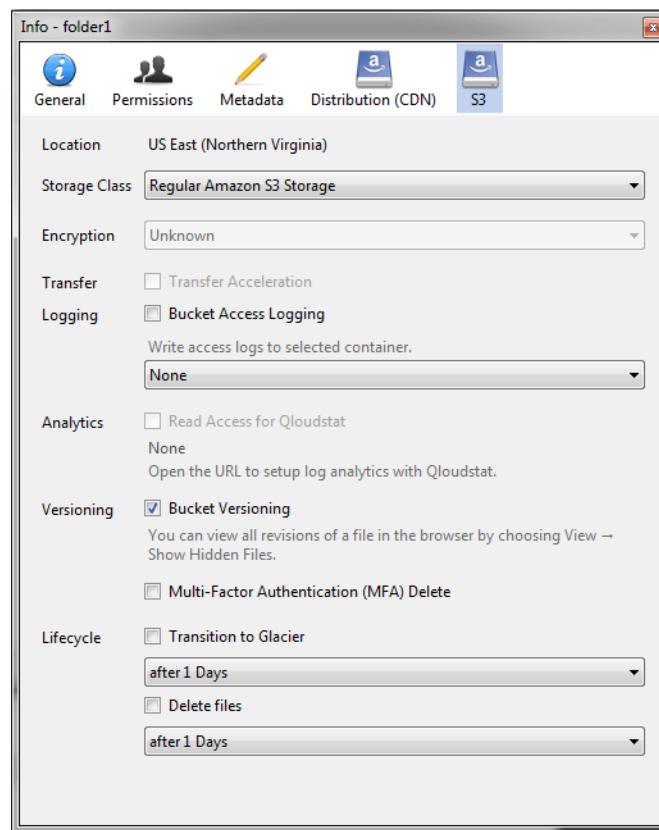 Info - folder1
General Permissions Metadata Distribution (CDN) S3
Location US East (Northern Virginia)
Storage Class Regular Amazon S3 Storage
Encryption Unknown
Transfer Transfer Acceleration
Logging Bucket Access Logging
Write access logs to selected container.
None
Analytics Read Access for Qloudstat
None
Open the URL to setup log analytics with Qloudstat.
Versioning Bucket Versioning
You can view all revisions of a file in the browser by choosing View →
Show Hidden Files.
Multi-Factor Authentication (MFA) Delete
Lifecycle Transition to Glacier
after 1 Days
Delete files
after 1 Days